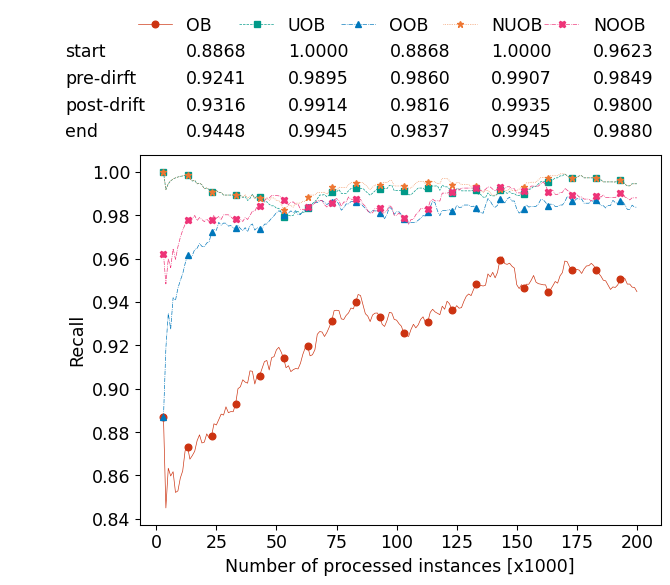 OB UOB OOB NUOB NOOB
start 0.8868 1.0000 0.8868 1.0000 0.9623
pre-dirft 0.9241 0.9895 0.9860 0.9907 0.9849
post-drift 0.9316 0.9914 0.9816 0.9935 0.9800
end 0.9448 0.9945 0.9837 0.9945 0.9880
1.00
0.98
0.96
0.94
0.92
0.90
0.88
0.86
0.84
Recall
0 25 50 75 100 125 150 175 200
Number of processed instances [x1000]